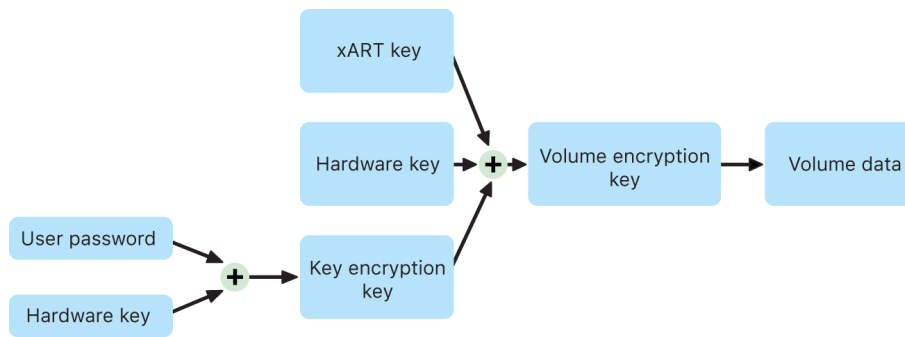 xART key
Hardware key
+
Volume encryption
key
Volume data
User password
+
Key encryption
key
Hardware key